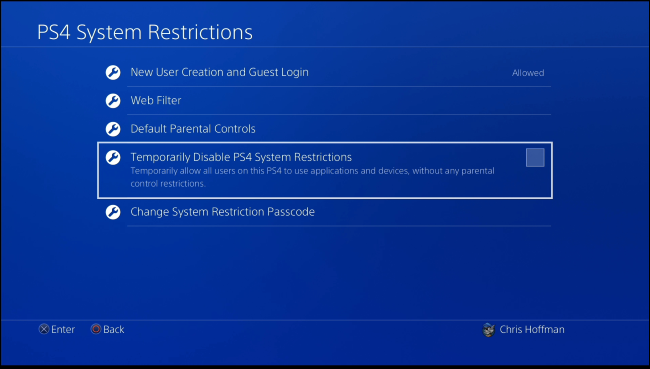 PS4 System Restrictions
New User Creation and Guest Login Allowed
Web Filter
Default Parental Controls
Temporarily Disable PS4 System Restrictions
Temporarily allow all users on this PS4 to use applications and devices, without any parental
control restrictions.
Change System Restriction Passcode
Enter Back Chris Hoffman